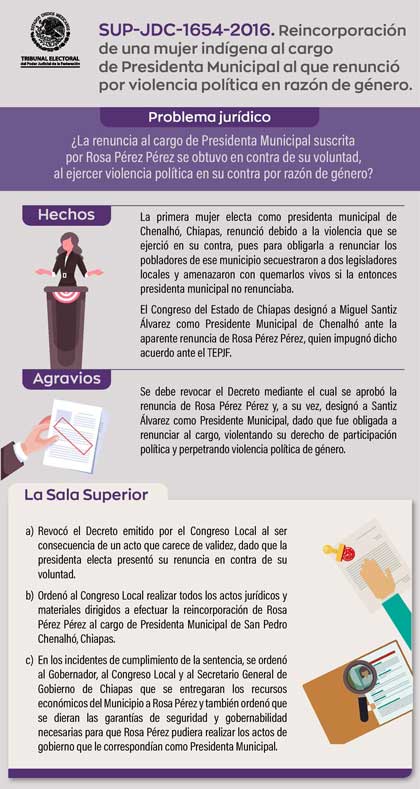 SUP-JDC-1654-2016. Reincorporación
de una mujer indígena al cargo
de Presidenta Municipal al que renunció
por violencia política en razón de género.
TRIBUNAL ELECTORAL
del Poder Judicial de la Federación
Problema jurídico
¿La renuncia al cargo de Presidenta Municipal suscrita
por Rosa Pérez Pérez se obtuvo en contra de su voluntad,
al ejercer violencia política en su contra por razón de género?
Hechos
La primera mujer electa como presidenta municipal de
Chenalhó, Chiapas, renunció debido a la violencia que se
ejerció en su contra, pues para obligarla a renunciar los
pobladores de ese municipio secuestraron a dos legisladores
locales y amenazaron con quemarlos vivos si la entonces
presidenta municipal no renunciaba.
El Congreso del Estado de Chiapas designó a Miguel Santiz
Álvarez como Presidente Municipal de Chenalhó ante la
aparente renuncia de Rosa Pérez Pérez, quien impugnó dicho
acuerdo ante el TEPJF.
Agravios
Se debe revocar el Decreto mediante el cual se aprobó la
renuncia de Rosa Pérez Pérez y, a su vez, designó a Santiz
Álvarez como Presidente Municipal, dado que fue obligada a
renunciar al cargo, violentando su derecho de participación
política y perpetrando violencia política de género.
La Sala Superior
a) Revocó el Decreto emitido por el Congreso Local al ser
consecuencia de un acto que carece de validez, dado que la
presidenta electa presentó su renuncia en contra de su
voluntad.
b) Ordenó al Congreso Local realizar todos los actos jurídicos y
materiales dirigidos a efectuar la reincorporación de Rosa
Pérez Pérez al cargo de Presidenta Municipal de San Pedro
Chenalhó, Chiapas.
c) En los incidentes de cumplimiento de la sentencia, se ordenó
al Gobernador, al Congreso Local y al Secretario General de
Gobierno de Chiapas que se entregaran los recursos
económicos del Municipio a Rosa Pérez y también ordenó que
se dieran las garantías de seguridad y gobernabilidad
necesarias para que Rosa Pérez pudiera realizar los actos de
gobierno que le correspondían como Presidenta Municipal.